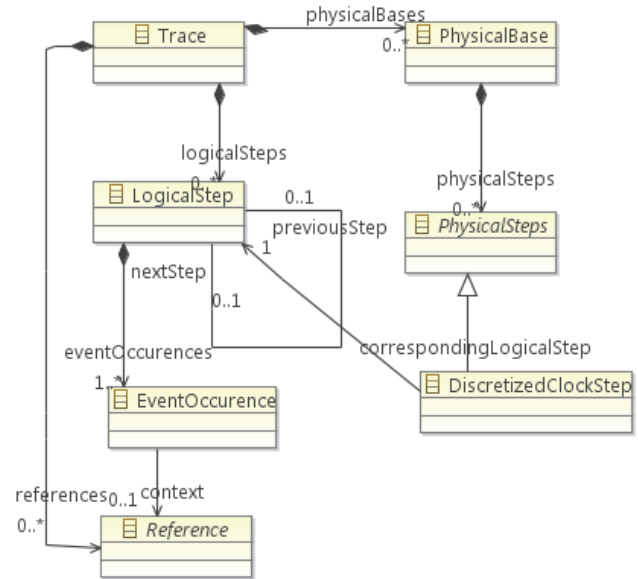 physicalBases
Trace
PhysicalBase
0..*
logicalSteps
0..*
physicalSteps
0..*
LogicalStep
0..1
previousStep
PhysicalSteps
1
nextStep
0..1
eventOccurences
correspondingLogicalStep
1..*
DiscretizedClockStep
EventOccurence
references
0..1
context
0..*
Reference